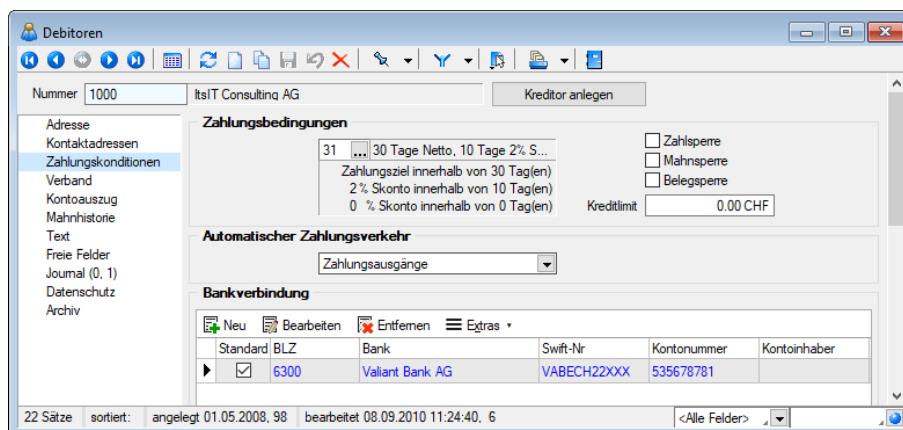 Debitoren
Nummer 1000 ItsIT Consulting AG Kreditor anlegen
Adresse
Kontaktadressen
Zahlungskonditionen
Verband
Kontoauszug
Mahnhistorie
Text
Freie Felder
Journal (0, 1)
Datenschutz
Archiv
Zahlungsbedingungen
31 ... 30 Tage Netto, 10 Tage 2% S...
Zahlungsziel innerhalb von 30 Tag(en)
2 % Skonto innerhalb von 10 Tag(en)
0 % Skonto innerhalb von 0 Tag(en)
Zahlsperre
Mahnsperre
Belegsperre
Kreditlimit 0.00 CHF
Automatischer Zahlungsverkehr
Zahlungsausgänge
Bankverbindung
Neu Bearbeiten Entfernen Extras
Standard BLZ Bank Swift-Nr Kontonummer Kontoinhaber
6300 Valiant Bank AG VABECH22XXX 535678781
22 Sätze sortiert: angelegt 01.05.2008, 98 bearbeitet 08.09.2010 11:24:40, 6 <Alle Felder>